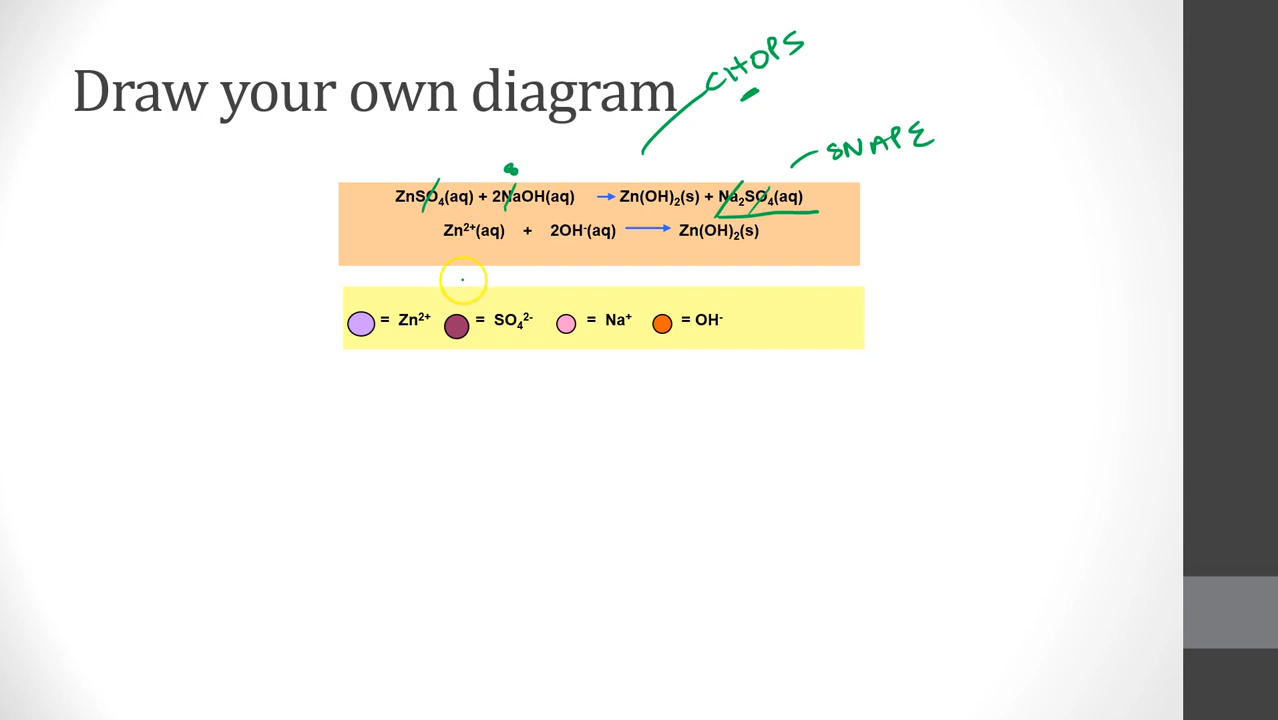 Draw your own diagram
CHOPS
SNAPE
ZnSO₄(aq) + 2NaOH(aq) → Zn(OH)₂(s) + Na₂SO₄(aq)
Zn²⁺(aq) + 2OH⁻(aq) → Zn(OH)₂(s)
= Zn²⁺ = SO₄²⁻ = Na⁺ = OH⁻